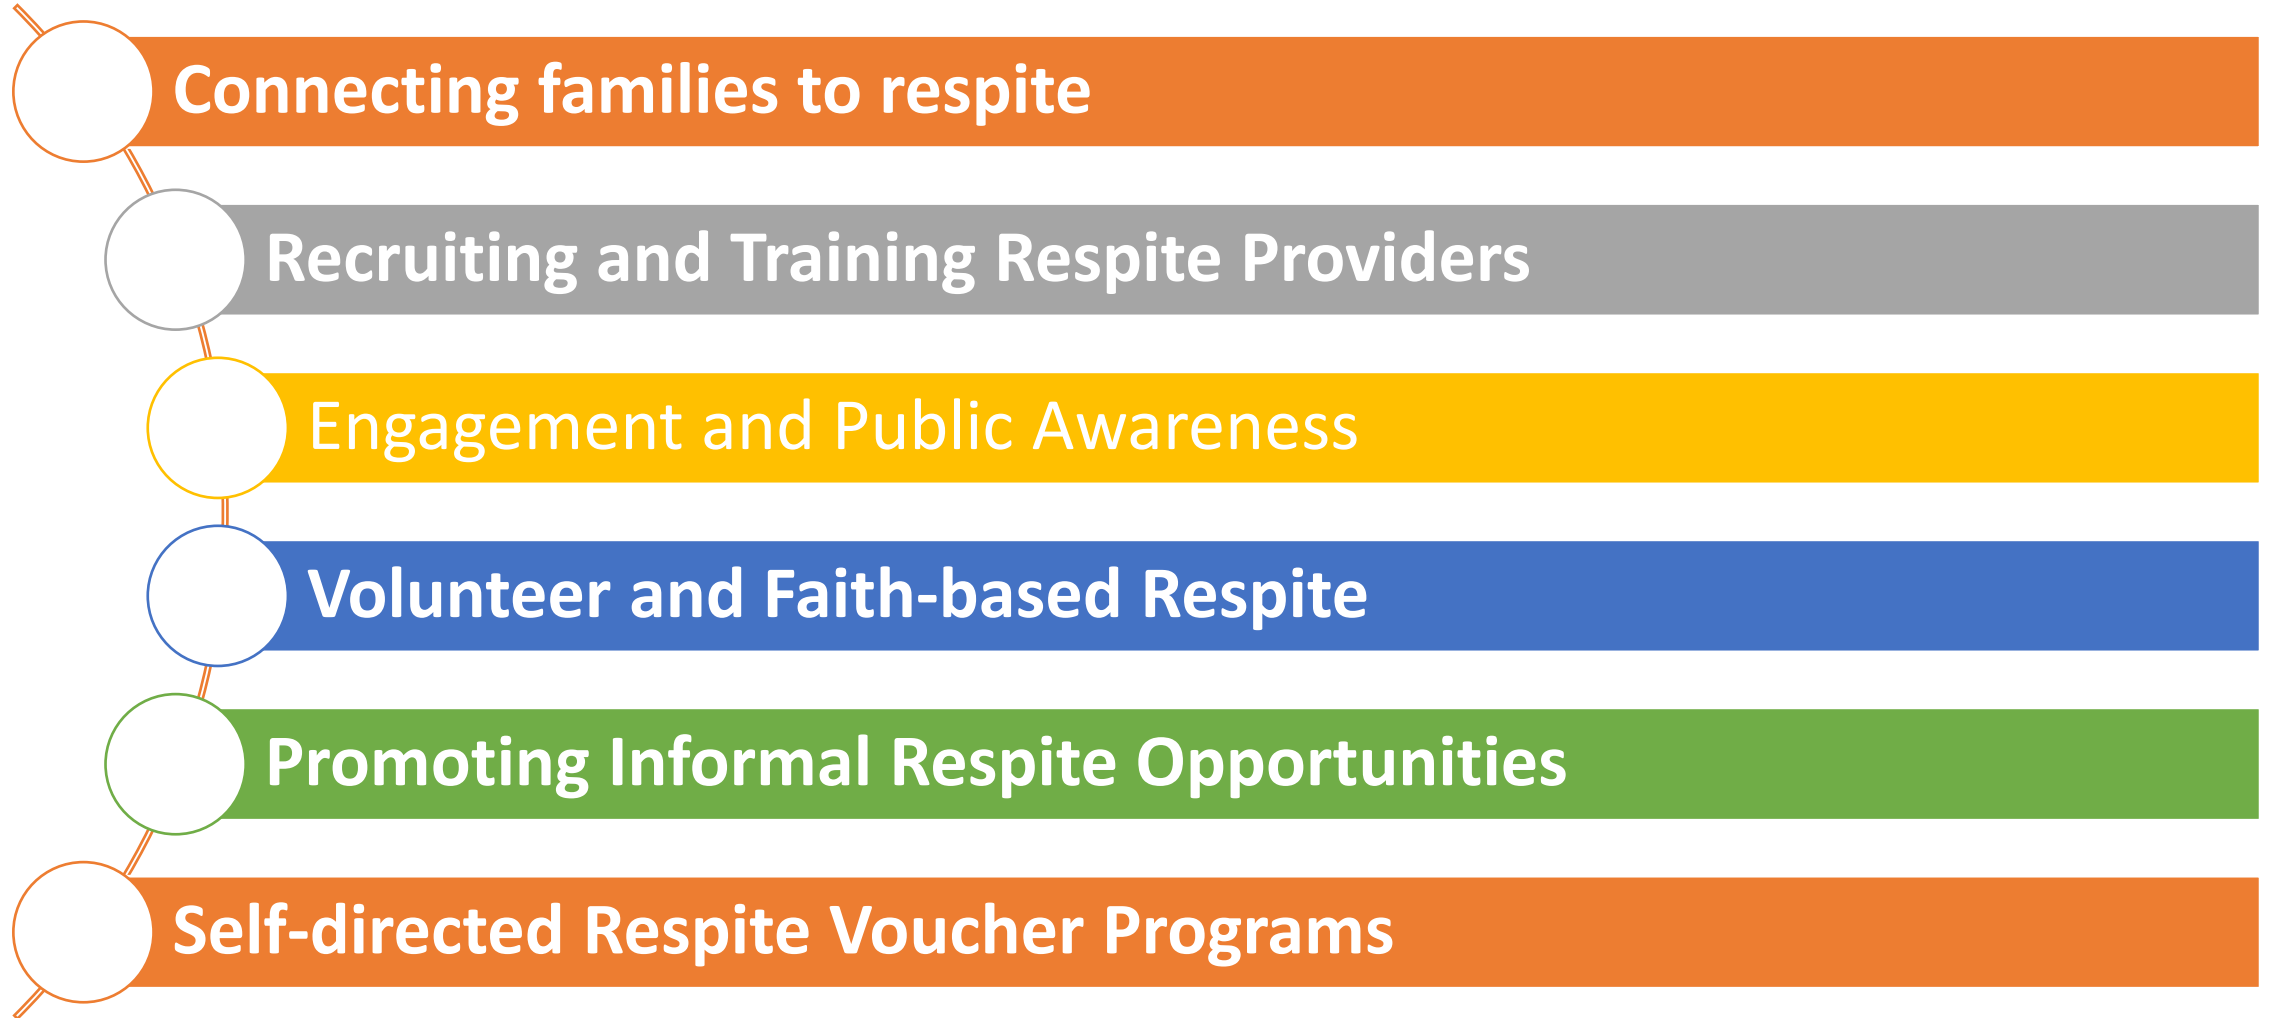 Connecting families to respite
Recruiting and Training Respite Providers
Engagement and Public Awareness
Volunteer and Faith-based Respite
Promoting Informal Respite Opportunities
Self-directed Respite Voucher Programs